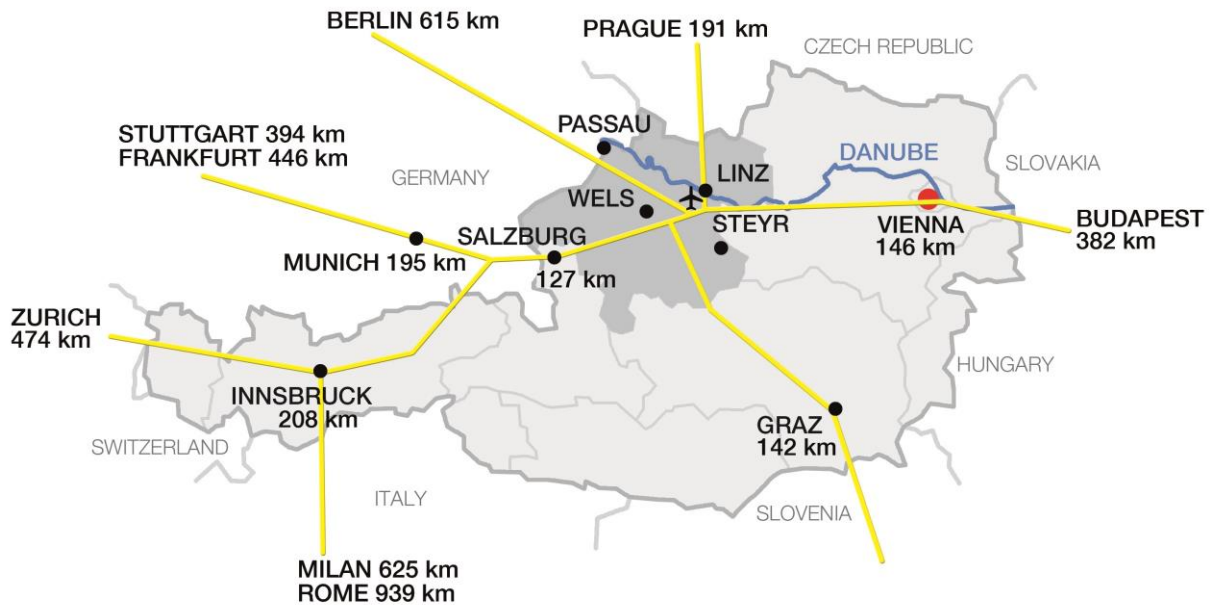 BERLIN 615 km
PRAGUE 191 km
CZECH REPUBLIC
STUTTGART 394 km
FRANKFURT 446 km
PASSAU
GERMANY
LINZ
DANUBE
SLOVAKIA
WELS
STEYR
VIENNA
146 km
BUDAPEST
382 km
SALZBURG
127 km
MUNICH 195 km
ZURICH
474 km
HUNGARY
INNSBRUCK
208 km
GRAZ
142 km
SWITZERLAND
ITALY
SLOVENIA
MILAN 625 km
ROME 939 km